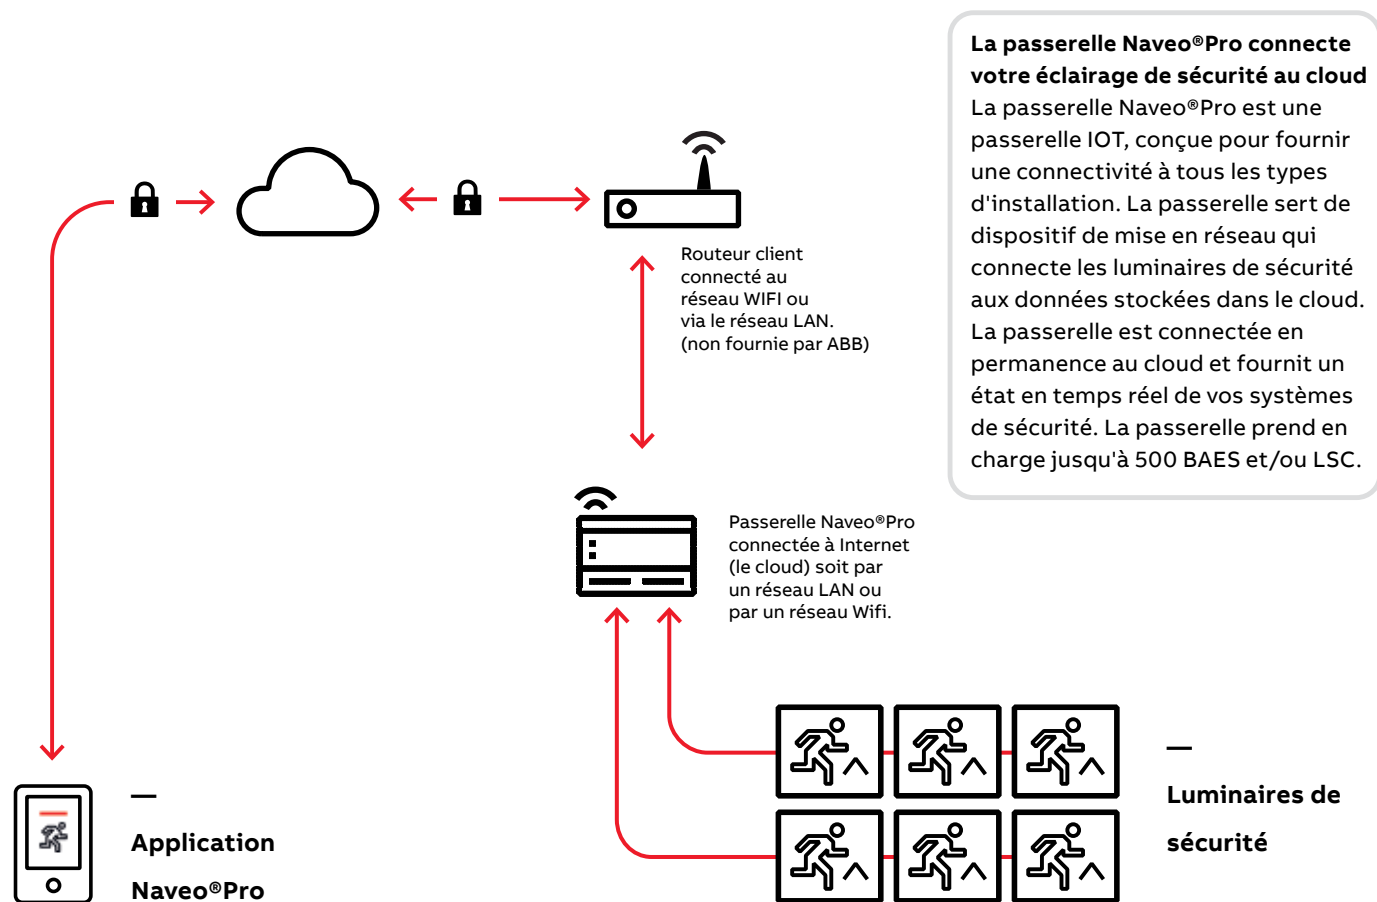 La passerelle Naveo®Pro connecte
votre éclairage de sécurité au cloud
La passerelle Naveo®Pro est une
passerelle IOT, conçue pour fournir
une connectivité à tous les types
d'installation. La passerelle sert de
dispositif de mise en réseau qui
connecte les luminaires de sécurité
aux données stockées dans le cloud.
La passerelle est connectée en
permanence au cloud et fournit un
état en temps réel de vos systèmes
de sécurité. La passerelle prend en
charge jusqu'à 500 BAES et/ou LSC.
Routeur client
connecté au
réseau WIFI ou
via le réseau LAN.
(non fournie par ABB)
Passerelle Naveo®Pro
connectée à Internet
(le cloud) soit par
un réseau LAN ou
par un réseau Wifi.
—
Luminaires de
sécurité
—
Application
Naveo®Pro